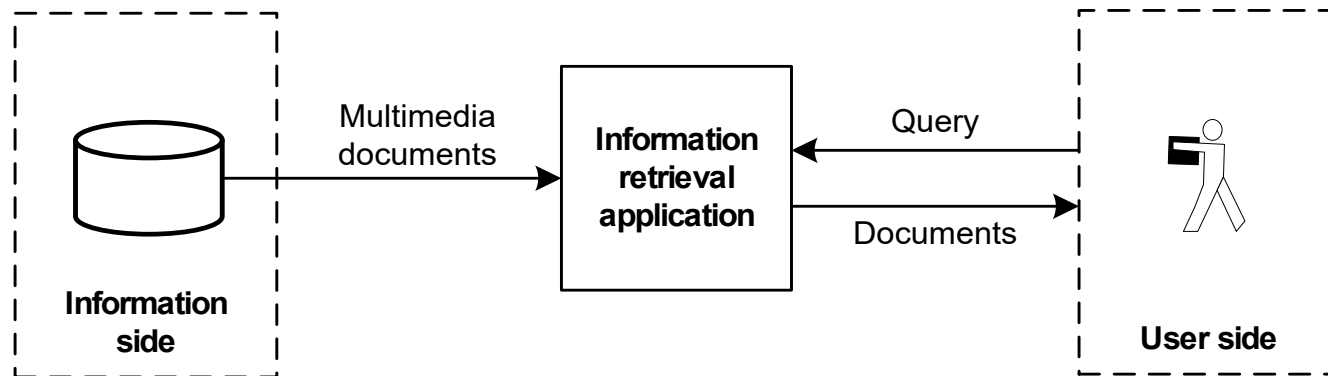 Information
side
Multimedia
documents
Information
retrieval
application
Query
Documents
User side